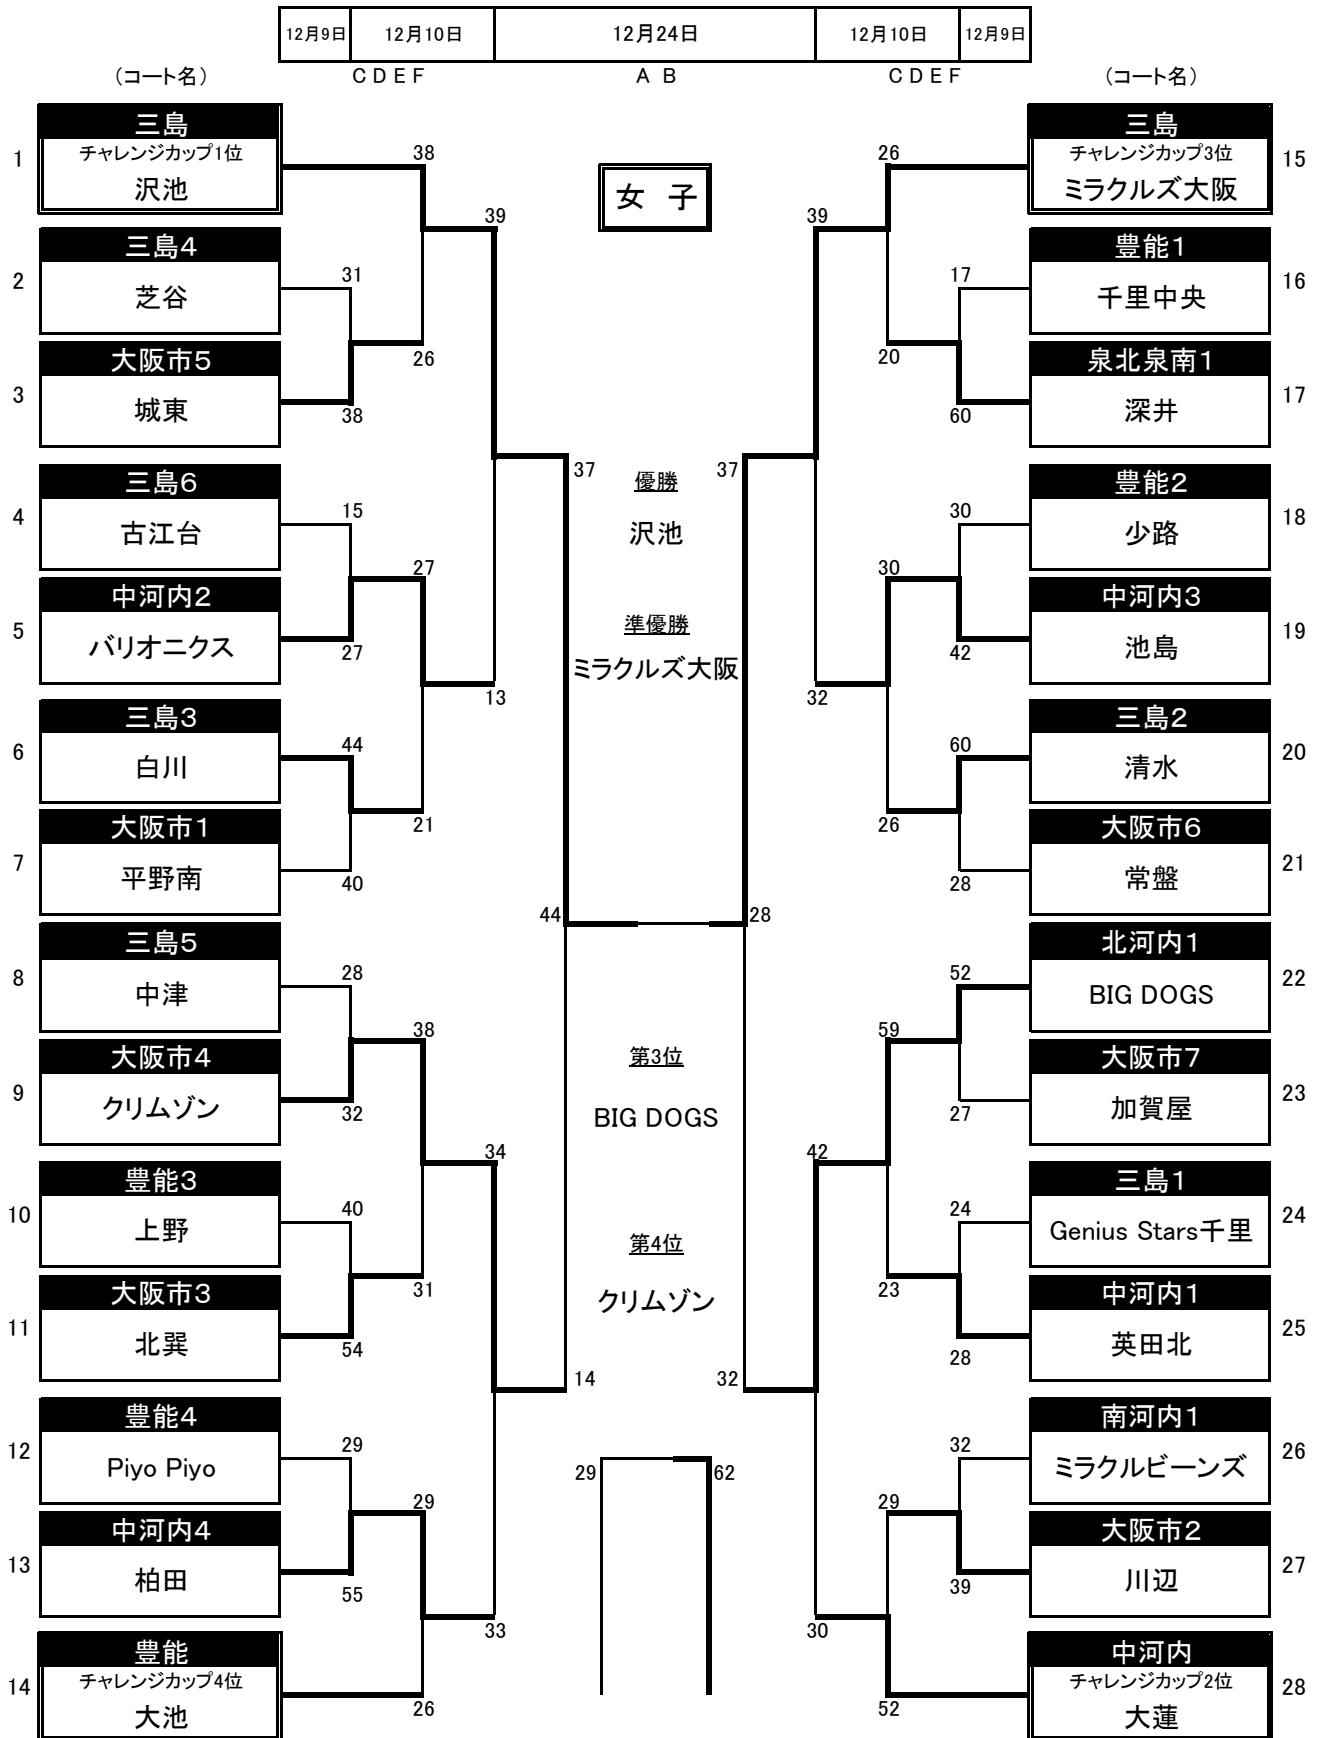 12月9日 12月10日 12月24日 12月10日 12月9日
（コート名） C D E F A B C D E F （コート名）
三島 三島
1 チャレンジカップ1位 38 26 チャレンジカップ3位 15
沢池 女 子 ミラクルズ大阪
39 39
三島4 豊能1
2 芝谷 31 17 千里中央 16
26 20
大阪市5 泉北泉南1
3 城東 38 60 深井 17
37 優勝 37
三島6 豊能2
4 古江台 15 30 少路 18
沢池
27 30
中河内2 中河内3
5 バリオニクス 27 42 池島 19
準優勝
ミラクルズ大阪
13 32
三島3 三島2
6 白川 44 60 清水 20
21 26
大阪市1 大阪市6
7 平野南 40 28 常盤 21
44 28
三島5 北河内1
8 中津 28 52 BIG DOGS 22
38 59
大阪市4 第3位 大阪市7
9 クリムゾン 32 27 加賀屋 23
BIG DOGS
34 42
豊能3 三島1
10 上野 40 24 Genius Stars千里 24
第4位
31 23
大阪市3 クリムゾン 中河内1
11 北巽 54 28 英田北 25
14 32
豊能4 南河内1
12 Piyo Piyo 29 32 ミラクルビーンズ 26
29 62
29 29
中河内4 大阪市2
13 柏田 55 39 川辺 27
33 30
豊能 中河内
14 チャレンジカップ4位 26 52 チャレンジカップ2位 28
大池 大蓮